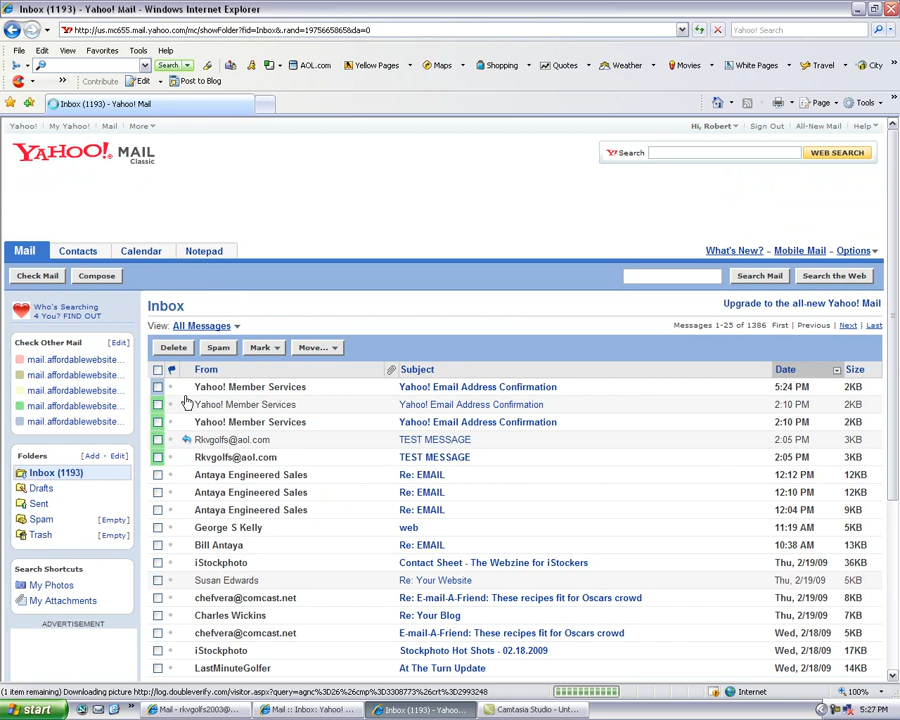 Inbox (1193) - Yahoo! Mail - Windows Internet Explorer
http://us.mc655.mail.yahoo.com/mc/showFolder?fid=Inbox&.rand=1975665856&da=0
Yahoo! Search
File Edit View Favorites Tools Help
Search AOL.com Yellow Pages Maps Shopping Quotes Weather Movies White Pages Travel City
Contribute Edit Post to Blog
Inbox (1193) - Yahoo! Mail Page Tools
Yahoo! My Yahoo! Mail More Hi, Robert Sign Out All-New Mail Help
YAHOO! MAIL
Classic
Y! Search WEB SEARCH
Mail Contacts Calendar Notepad What's New? - Mobile Mail - Options
Check Mail Compose Search Mail Search the Web
Who's Searching
4 You? FIND OUT
Check Other Mail [Edit]
mail.affordablewebsite...
mail.affordablewebsite...
mail.affordablewebsite...
mail.affordablewebsite...
mail.affordablewebsite...
Folders [Add - Edit]
Inbox (1193)
Drafts
Sent
Spam [Empty]
Trash [Empty]
Search Shortcuts
My Photos
My Attachments
ADVERTISEMENT
Inbox Upgrade to the all-new Yahoo! Mail
View: All Messages Messages 1-25 of 1386 First | Previous | Next | Last
Delete Spam Mark Move...
From Subject Date Size
Yahoo! Member Services Yahoo! Email Address Confirmation 5:24 PM 2KB
Yahoo! Member Services Yahoo! Email Address Confirmation 2:10 PM 2KB
Yahoo! Member Services Yahoo! Email Address Confirmation 2:10 PM 2KB
Rkvgolfs@aol.com TEST MESSAGE 2:05 PM 3KB
Rkvgolfs@aol.com TEST MESSAGE 2:05 PM 3KB
Antaya Engineered Sales Re: EMAIL 12:12 PM 12KB
Antaya Engineered Sales Re: EMAIL 12:10 PM 12KB
Antaya Engineered Sales Re: EMAIL 12:04 PM 9KB
George S Kelly web 11:19 AM 5KB
Bill Antaya Re: EMAIL 10:38 AM 13KB
iStockphoto Contact Sheet - The Webzine for iStockers Thu, 2/19/09 36KB
Susan Edwards Re: Your Website Thu, 2/19/09 5KB
chefvera@comcast.net Re: E-mail-A-Friend: These recipes fit for Oscars crowd Thu, 2/19/09 8KB
Charles Wickins Re: Your Blog Thu, 2/19/09 7KB
chefvera@comcast.net E-mail-A-Friend: These recipes fit for Oscars crowd Wed, 2/18/09 5KB
iStockphoto Stockphoto Hot Shots - 02.18.2009 Wed, 2/18/09 17KB
LastMinuteGolfer At The Turn Update Wed, 2/18/09 14KB
(1 item remaining) Downloading picture http://log.doubleverify.com/visitor.aspx?query=agnc%3D26%26cmp%3D3308773%26crt%3D2993248 Internet 100%
start Mail - rkvgolfs2003@... Mail :: Inbox: Yahoo! ... Inbox (1193) - Yahoo... Camtasia Studio - Unt... 5:27 PM